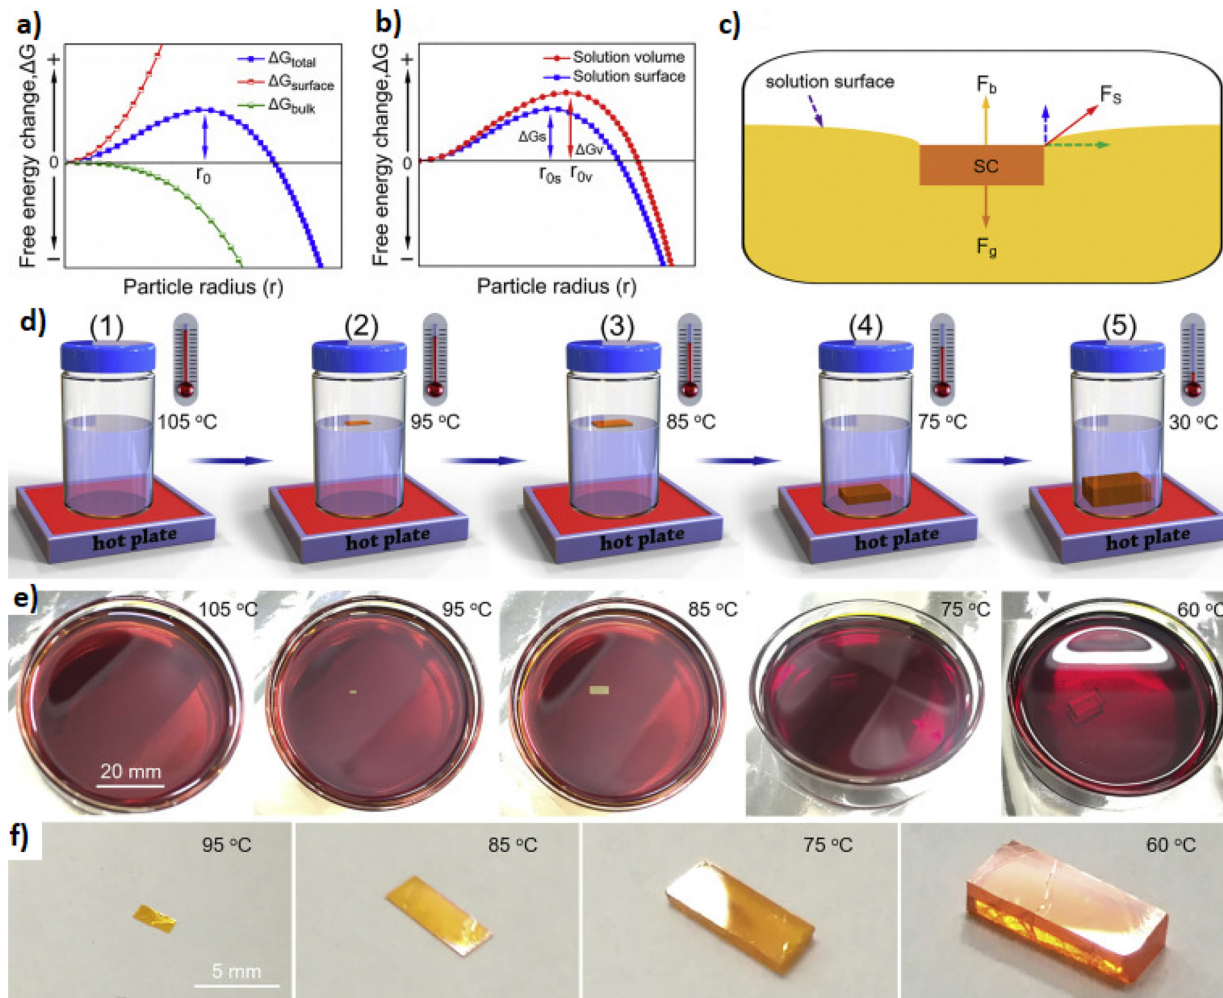 a)
+
0
−
Free energy change,ΔG
ΔGtotal
ΔGsurface
ΔGbulk
r0
Particle radius (r)
b)
+
0
−
Free energy change,ΔG
Solution volume
Solution surface
ΔGs
ΔGv
r0s
r0v
Particle radius (r)
c)
solution surface
Fb
Fs
SC
Fg
d)
(1)
105 °C
hot plate
(2)
95 °C
hot plate
(3)
85 °C
hot plate
(4)
75 °C
hot plate
(5)
30 °C
hot plate
e)
105 °C
20 mm
95 °C
85 °C
75 °C
60 °C
f)
95 °C
5 mm
85 °C
75 °C
60 °C